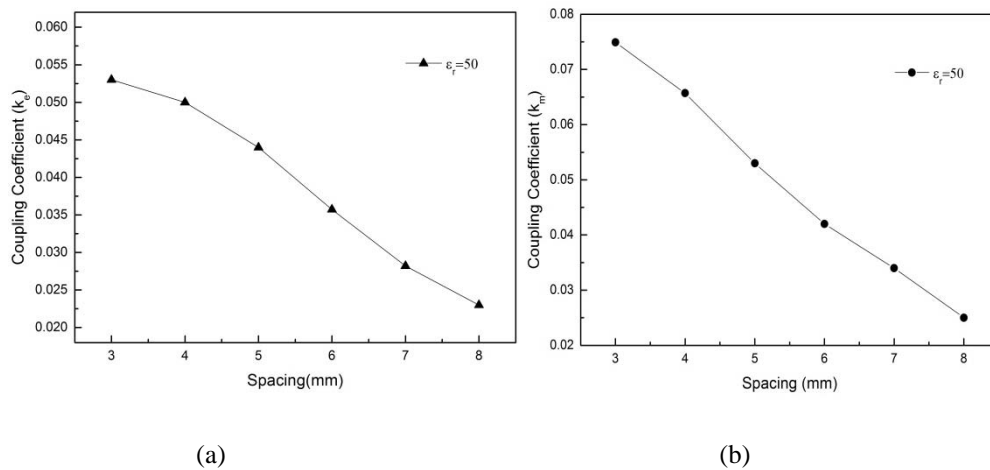 0.060
0.055
0.050
0.045
0.040
0.035
0.030
0.025
0.020
Coupling Coefficient (kₑ)
εᵣ=50
3 4 5 6 7 8
Spacing(mm)
(a)
0.08
0.07
0.06
0.05
0.04
0.03
0.02
Coupling Coefficient (kₘ)
εᵣ=50
3 4 5 6 7 8
Spacing (mm)
(b)